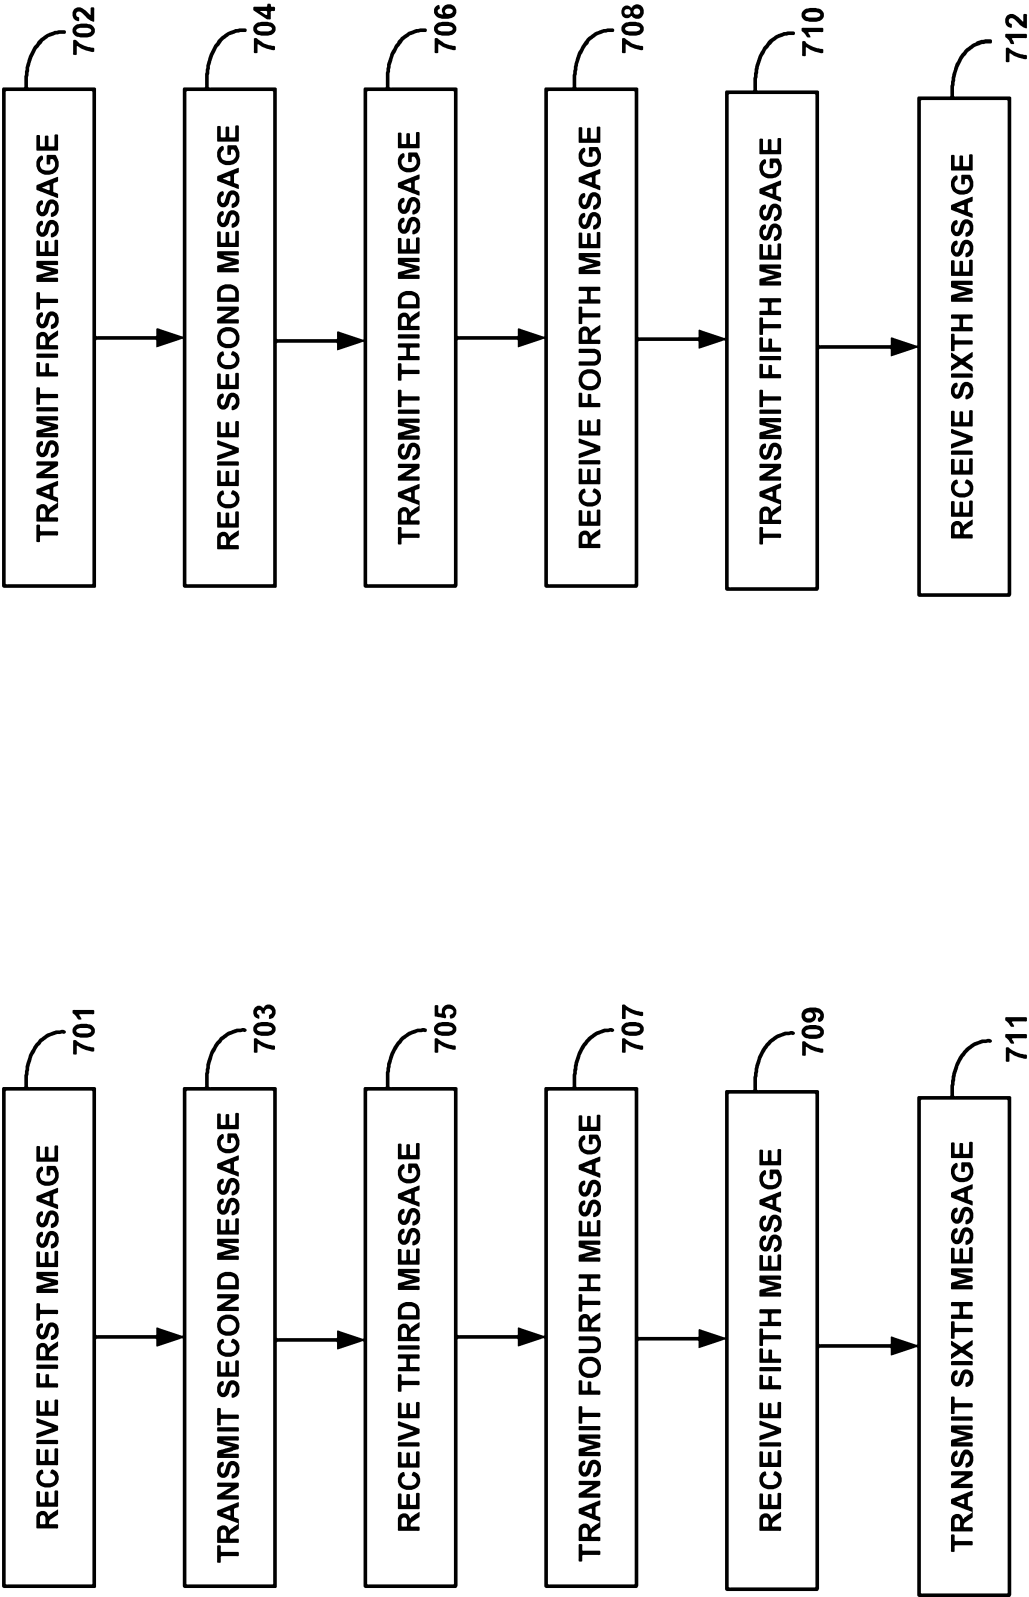 RECEIVE FIRST MESSAGE
701
TRANSMIT SECOND MESSAGE
703
RECEIVE THIRD MESSAGE
705
TRANSMIT FOURTH MESSAGE
707
RECEIVE FIFTH MESSAGE
709
TRANSMIT SIXTH MESSAGE
711
TRANSMIT FIRST MESSAGE
702
RECEIVE SECOND MESSAGE
704
TRANSMIT THIRD MESSAGE
706
RECEIVE FOURTH MESSAGE
708
TRANSMIT FIFTH MESSAGE
710
RECEIVE SIXTH MESSAGE
712